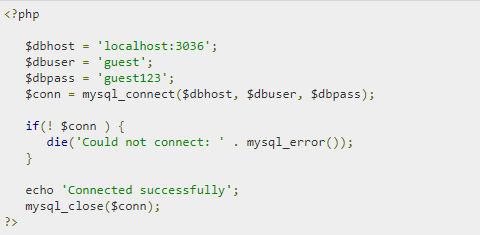 <?php
$dbhost = 'localhost:3036';
$dbuser = 'guest';
$dbpass = 'guest123';
$conn = mysql_connect($dbhost, $dbuser, $dbpass);
if(! $conn ) {
die('Could not connect: ' . mysql_error());
}
echo 'Connected successfully';
mysql_close($conn);
?>